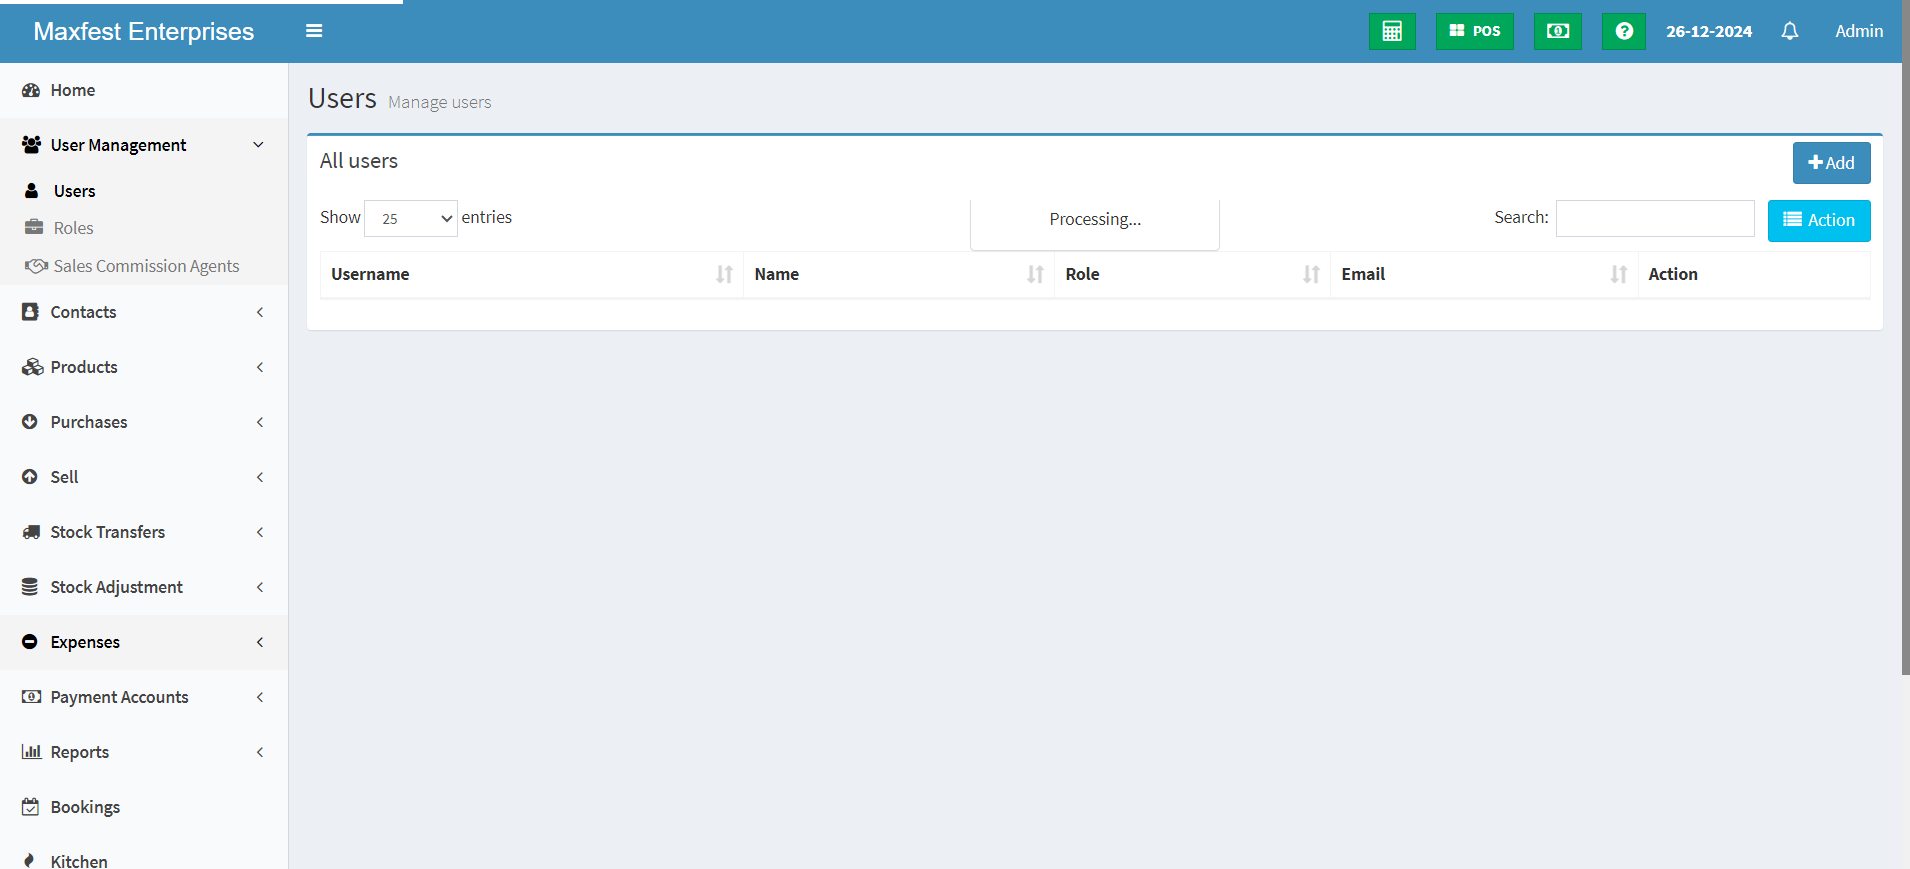 Maxfest Enterprises
POS
26-12-2024
Admin
Home
User Management
Users
Roles
Sales Commission Agents
Contacts
Products
Purchases
Sell
Stock Transfers
Stock Adjustment
Expenses
Payment Accounts
Reports
Bookings
Kitchen
Users Manage users
All users
Add
Show 25 entries
Processing...
Search:
Action
Username Name Role Email Action